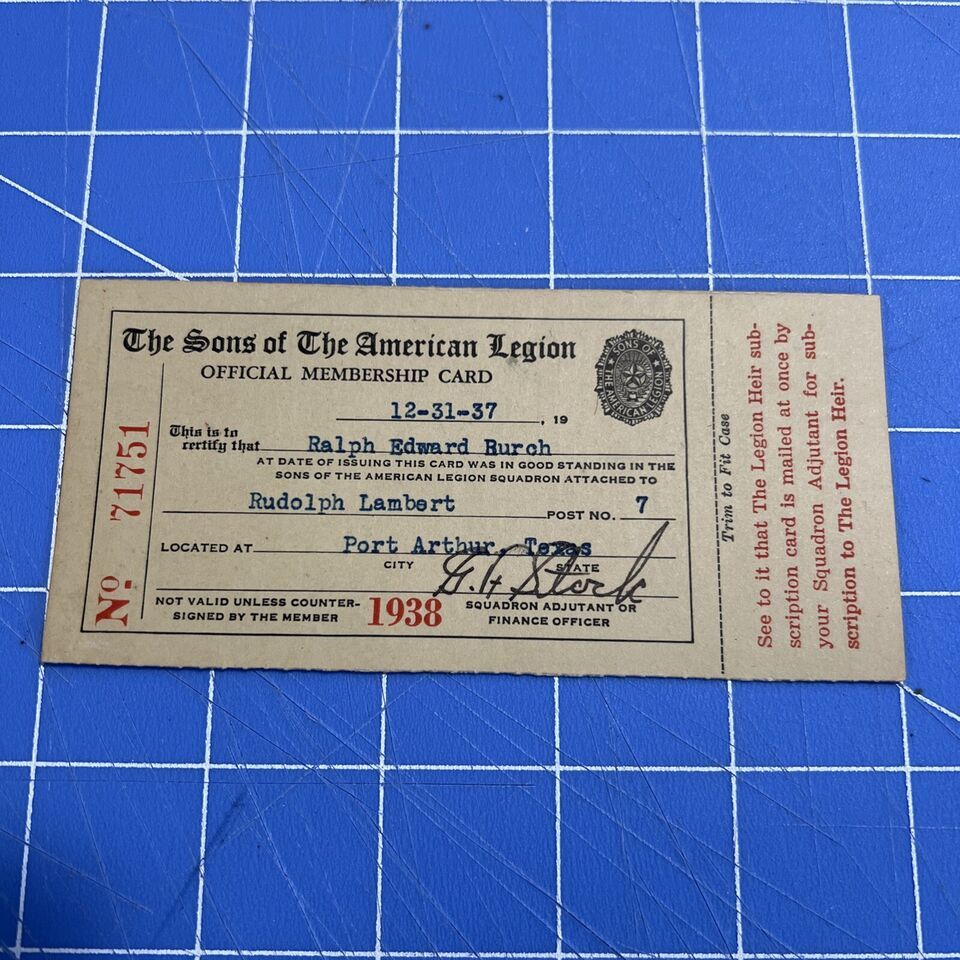 The Sons of The American Legion
OFFICIAL MEMBERSHIP CARD
SONS OF
THE AMERICAN LEGION
12-31-37, 19
This is to
certify that Ralph Edward Burch
AT DATE OF ISSUING THIS CARD WAS IN GOOD STANDING IN THE
SONS OF THE AMERICAN LEGION SQUADRON ATTACHED TO
Rudolph Lambert POST NO. 7
LOCATED AT Port Arthur, Texas
CITY STATE
G. Stock
NOT VALID UNLESS COUNTER-
SIGNED BY THE MEMBER
1938
SQUADRON ADJUTANT OR
FINANCE OFFICER
No. 71751
Trim to Fit Case
See to it that The Legion Heir sub-
scription card is mailed at once by
your Squadron Adjutant for sub-
scription to The Legion Heir.